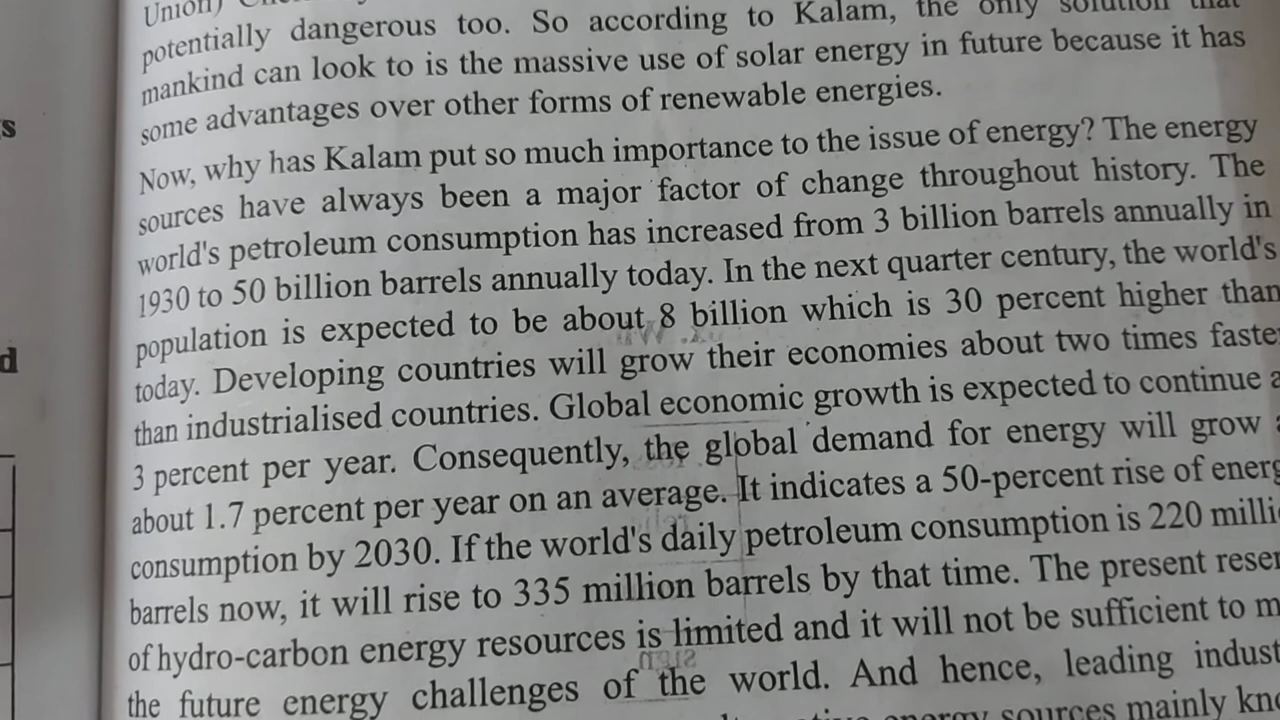 Union)
potentially dangerous too. So according to Kalam, the only solution that
mankind can look to is the massive use of solar energy in future because it has
some advantages over other forms of renewable energies.
Now, why has Kalam put so much importance to the issue of energy? The energy
sources have always been a major factor of change throughout history. The
world's petroleum consumption has increased from 3 billion barrels annually in
1930 to 50 billion barrels annually today. In the next quarter century, the world's
population is expected to be about 8 billion which is 30 percent higher than
today. Developing countries will grow their economies about two times faste
than industrialised countries. Global economic growth is expected to continue a
3 percent per year. Consequently, the global demand for energy will grow a
about 1.7 percent per year on an average. It indicates a 50-percent rise of energ
consumption by 2030. If the world's daily petroleum consumption is 220 millio
barrels now, it will rise to 335 million barrels by that time. The present reser
of hydro-carbon energy resources is limited and it will not be sufficient to m
the future energy challenges of the world. And hence, leading indust
energy sources mainly kno
s
d